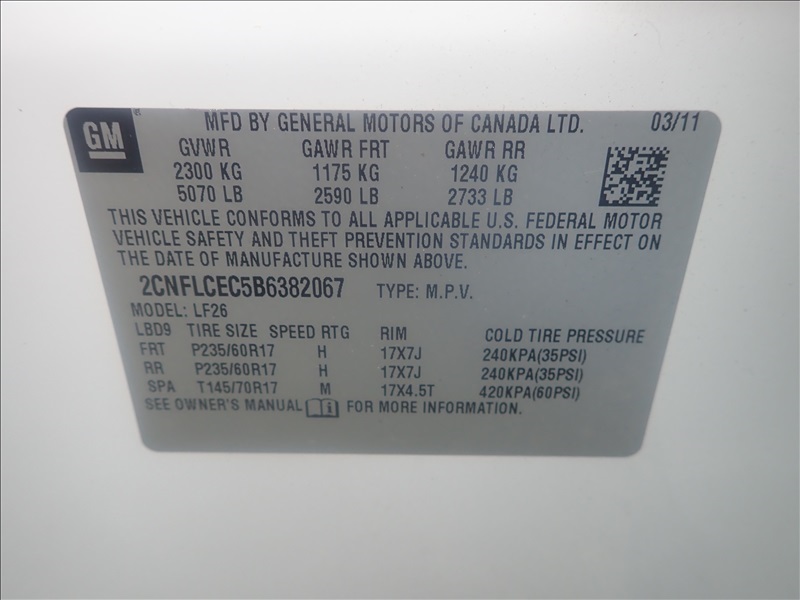 GM
MFD BY GENERAL MOTORS OF CANADA LTD. 03/11
GVWR GAWR FRT GAWR RR
2300 KG 1175 KG 1240 KG
5070 LB 2590 LB 2733 LB
THIS VEHICLE CONFORMS TO ALL APPLICABLE U.S. FEDERAL MOTOR
VEHICLE SAFETY AND THEFT PREVENTION STANDARDS IN EFFECT ON
THE DATE OF MANUFACTURE SHOWN ABOVE.
2CNFLCEC5B6382067 TYPE: M.P.V.
MODEL: LF26
LBD9 TIRE SIZE SPEED RTG RIM COLD TIRE PRESSURE
FRT P235/60R17 H 17X7J 240KPA(35PSI)
RR P235/60R17 H 17X7J 240KPA(35PSI)
SPA T145/70R17 M 17X4.5T 420KPA(60PSI)
SEE OWNER'S MANUAL FOR MORE INFORMATION.